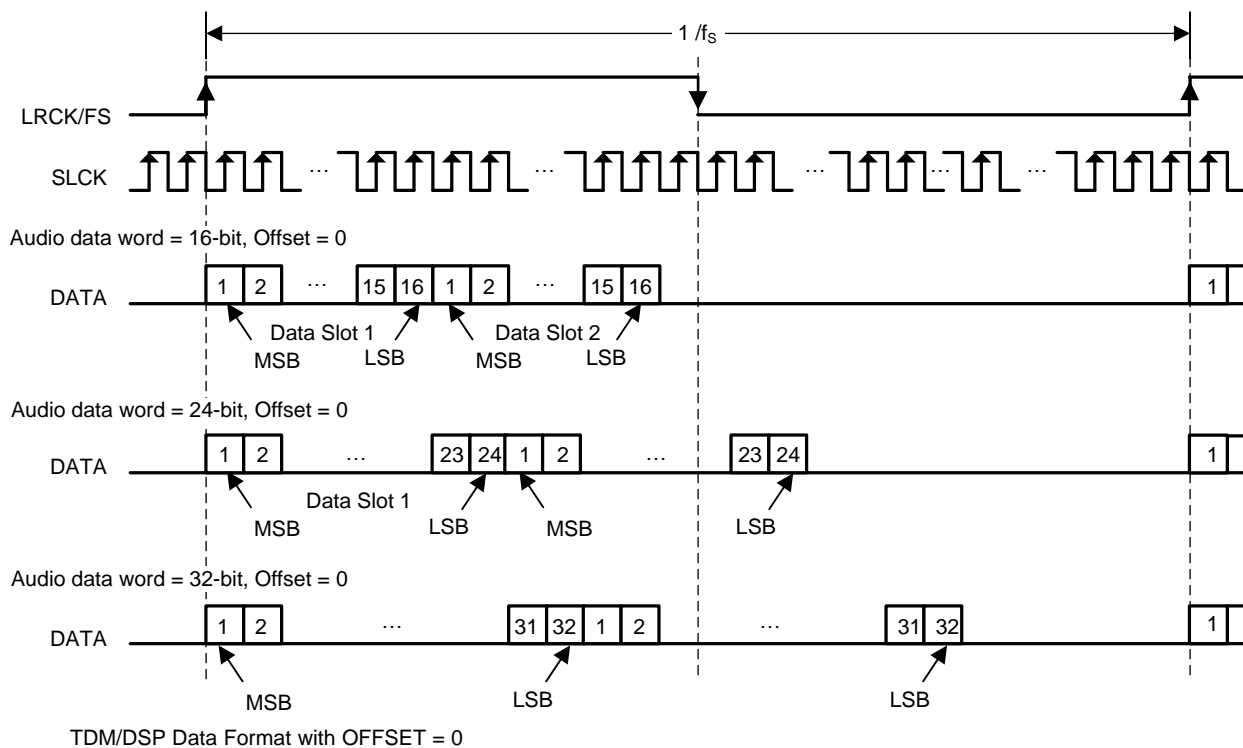 1 /fS
LRCK/FS
SLCK … … … … …
Audio data word = 16-bit, Offset = 0
DATA 1 2 … 15 16 1 2 … 15 16 1
Data Slot 1 Data Slot 2
MSB LSB MSB LSB
Audio data word = 24-bit, Offset = 0
DATA 1 2 … 23 24 1 2 … 23 24 1
Data Slot 1
MSB LSB MSB LSB
Audio data word = 32-bit, Offset = 0
DATA 1 2 … 31 32 1 2 … 31 32 1
MSB LSB LSB
TDM/DSP Data Format with OFFSET = 0